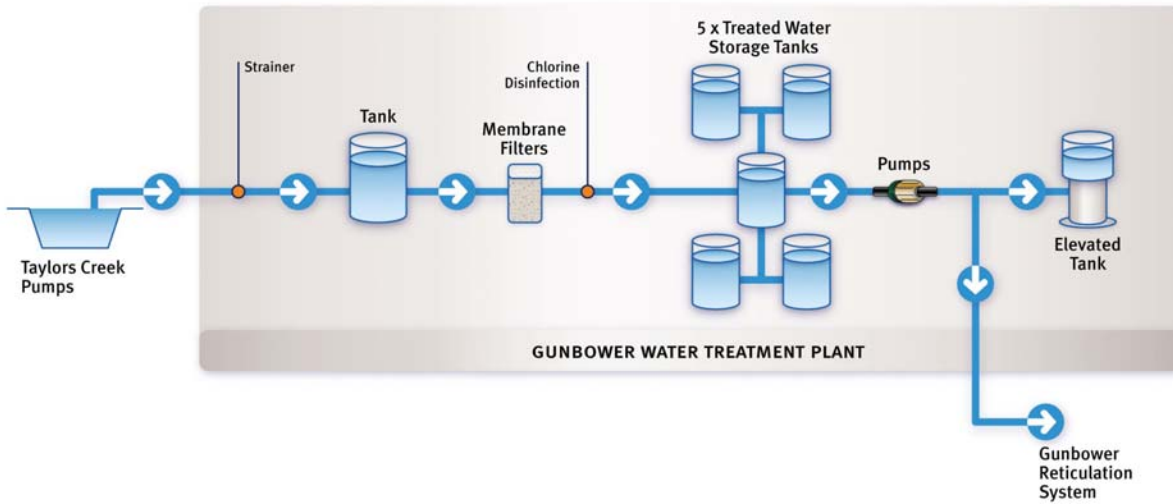 5 x Treated Water
Storage Tanks
Strainer
Chlorine
Disinfection
Tank
Membrane
Filters
Pumps
Taylors Creek
Pumps
Elevated
Tank
GUNBOWER WATER TREATMENT PLANT
Gunbower
Reticulation
System